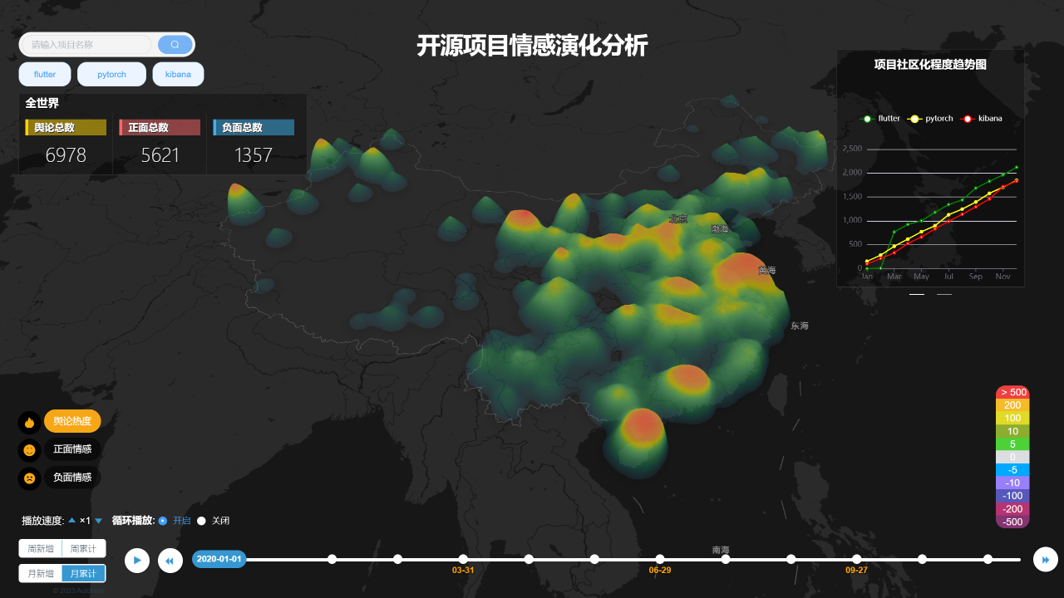 开源项目情感演化分析
请输入项目名称
flutter
pytorch
kibana
全世界
舆论总数
正面总数
负面总数
6978
5621
1357
项目社区化程度趋势图
flutter
pytorch
kibana
2,500
2,000
1,500
1,000
500
0
Jan
Mar
May
Jul
Sep
Nov
北京
渤海
黄海
东海
南海
> 500
200
100
10
5
0
-5
-10
-100
-200
-500
舆论热度
正面情感
负面情感
播放速度: ×1 循环播放: 开启 关闭
周新增 周累计
月新增 月累计
2020-01-01
03-31
06-29
09-27